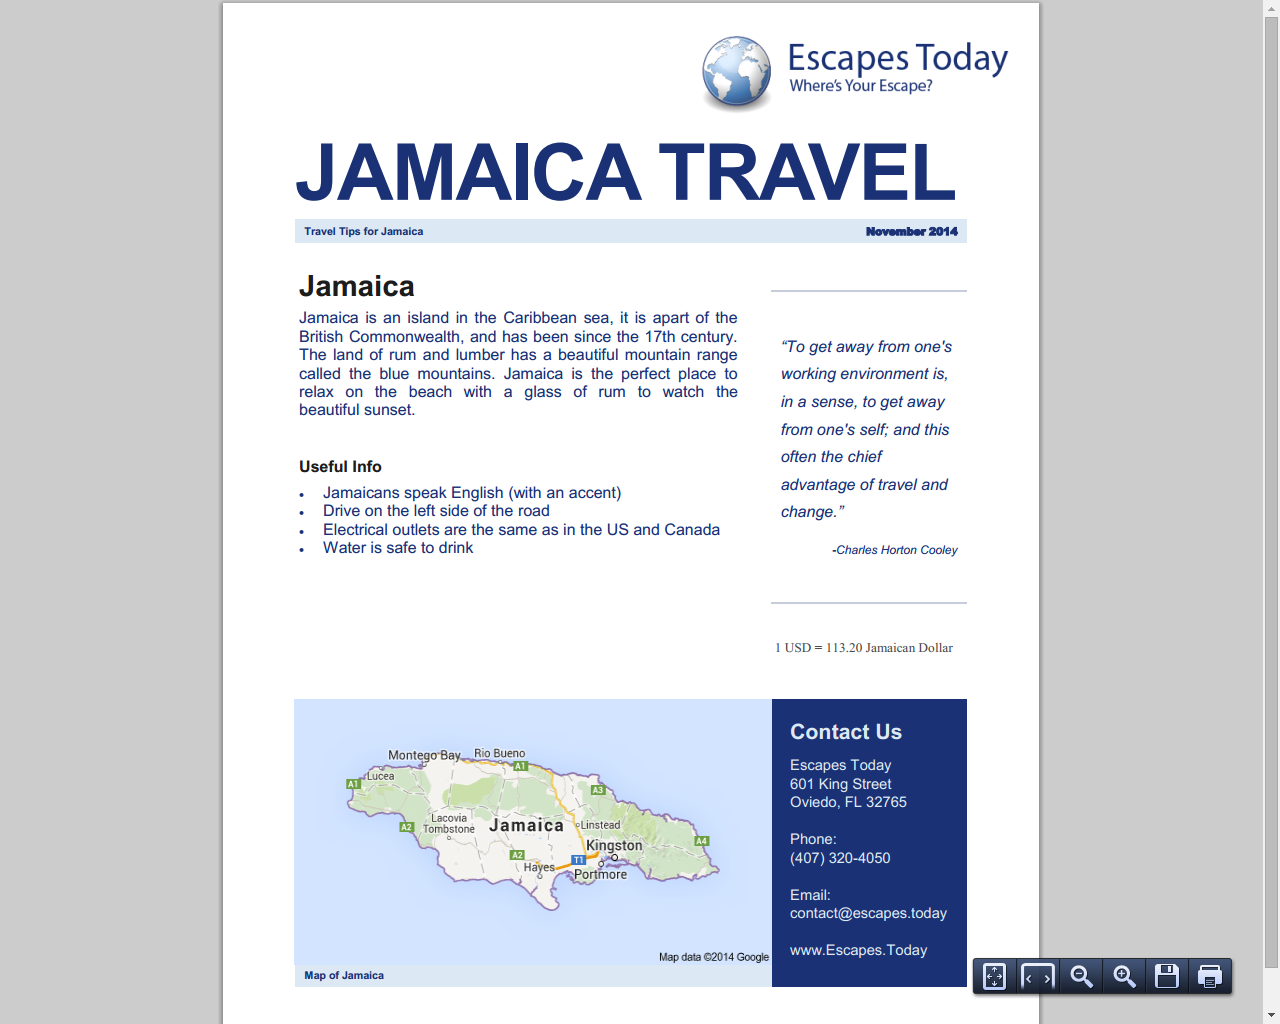 Escapes Today
Where's Your Escape?
JAMAICA TRAVEL
Travel Tips for Jamaica
November 2014
Jamaica
Jamaica is an island in the Caribbean sea, it is apart of the
British Commonwealth, and has been since the 17th century.
The land of rum and lumber has a beautiful mountain range
called the blue mountains. Jamaica is the perfect place to
relax on the beach with a glass of rum to watch the
beautiful sunset.
Useful Info
• Jamaicans speak English (with an accent)
• Drive on the left side of the road
• Electrical outlets are the same as in the US and Canada
• Water is safe to drink
“To get away from one's
working environment is,
in a sense, to get away
from one's self; and this
often the chief
advantage of travel and
change.”
-Charles Horton Cooley
1 USD = 113.20 Jamaican Dollar
Montego Bay
Rio Bueno
A1
Lucea
A1
A3
Lacovia
Tombstone
A2
Jamaica
Linstead
A4
Kingston
A2
T1
Hayes
Portmore
Map data ©2014 Google
Map of Jamaica
Contact Us
Escapes Today
601 King Street
Oviedo, FL 32765
Phone:
(407) 320-4050
Email:
contact@escapes.today
www.Escapes.Today